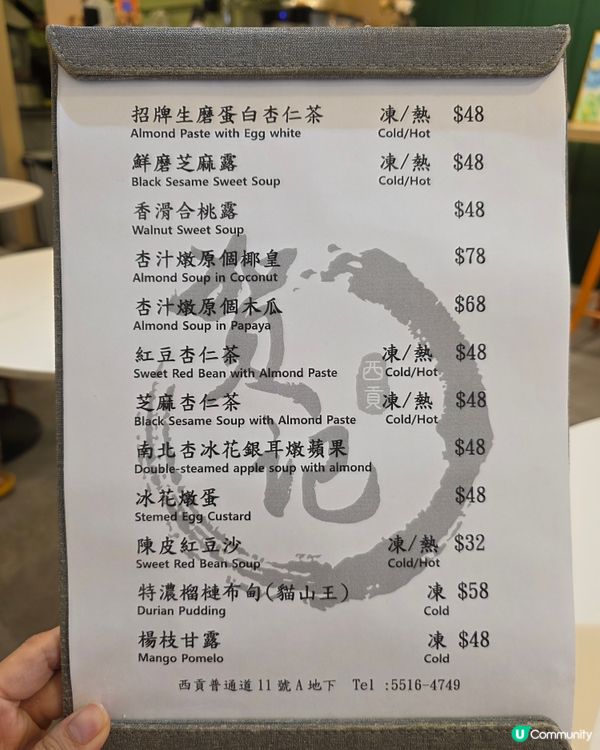 招牌生磨蛋白杏仁茶 凍/熱 $48
Almond Paste with Egg white Cold/Hot
鮮磨芝麻露 凍/熱 $48
Black Sesame Sweet Soup Cold/Hot
香滑合桃露 $48
Walnut Sweet Soup
杏汁燉原個椰皇 $78
Almond Soup in Coconut
杏汁燉原個木瓜 $68
Almond Soup in Papaya
紅豆杏仁茶 凍/熱 $48
Sweet Red Bean with Almond Paste Cold/Hot
芝麻杏仁茶 凍/熱 $48
Black Sesame Soup with Almond Paste Cold/Hot
南北杏冰花銀耳燉蘋果 $48
Double-steamed apple soup with almond
冰花燉蛋 $48
Stemed Egg Custard
陳皮紅豆沙 凍/熱 $32
Sweet Red Bean Soup Cold/Hot
特濃榴槤布甸(貓山王) 凍 $58
Durian Pudding Cold
楊枝甘露 凍 $48
Mango Pomelo Cold
西貢普通道 11 號 A 地下 Tel :5516-4749
賀記
西貢
U Community